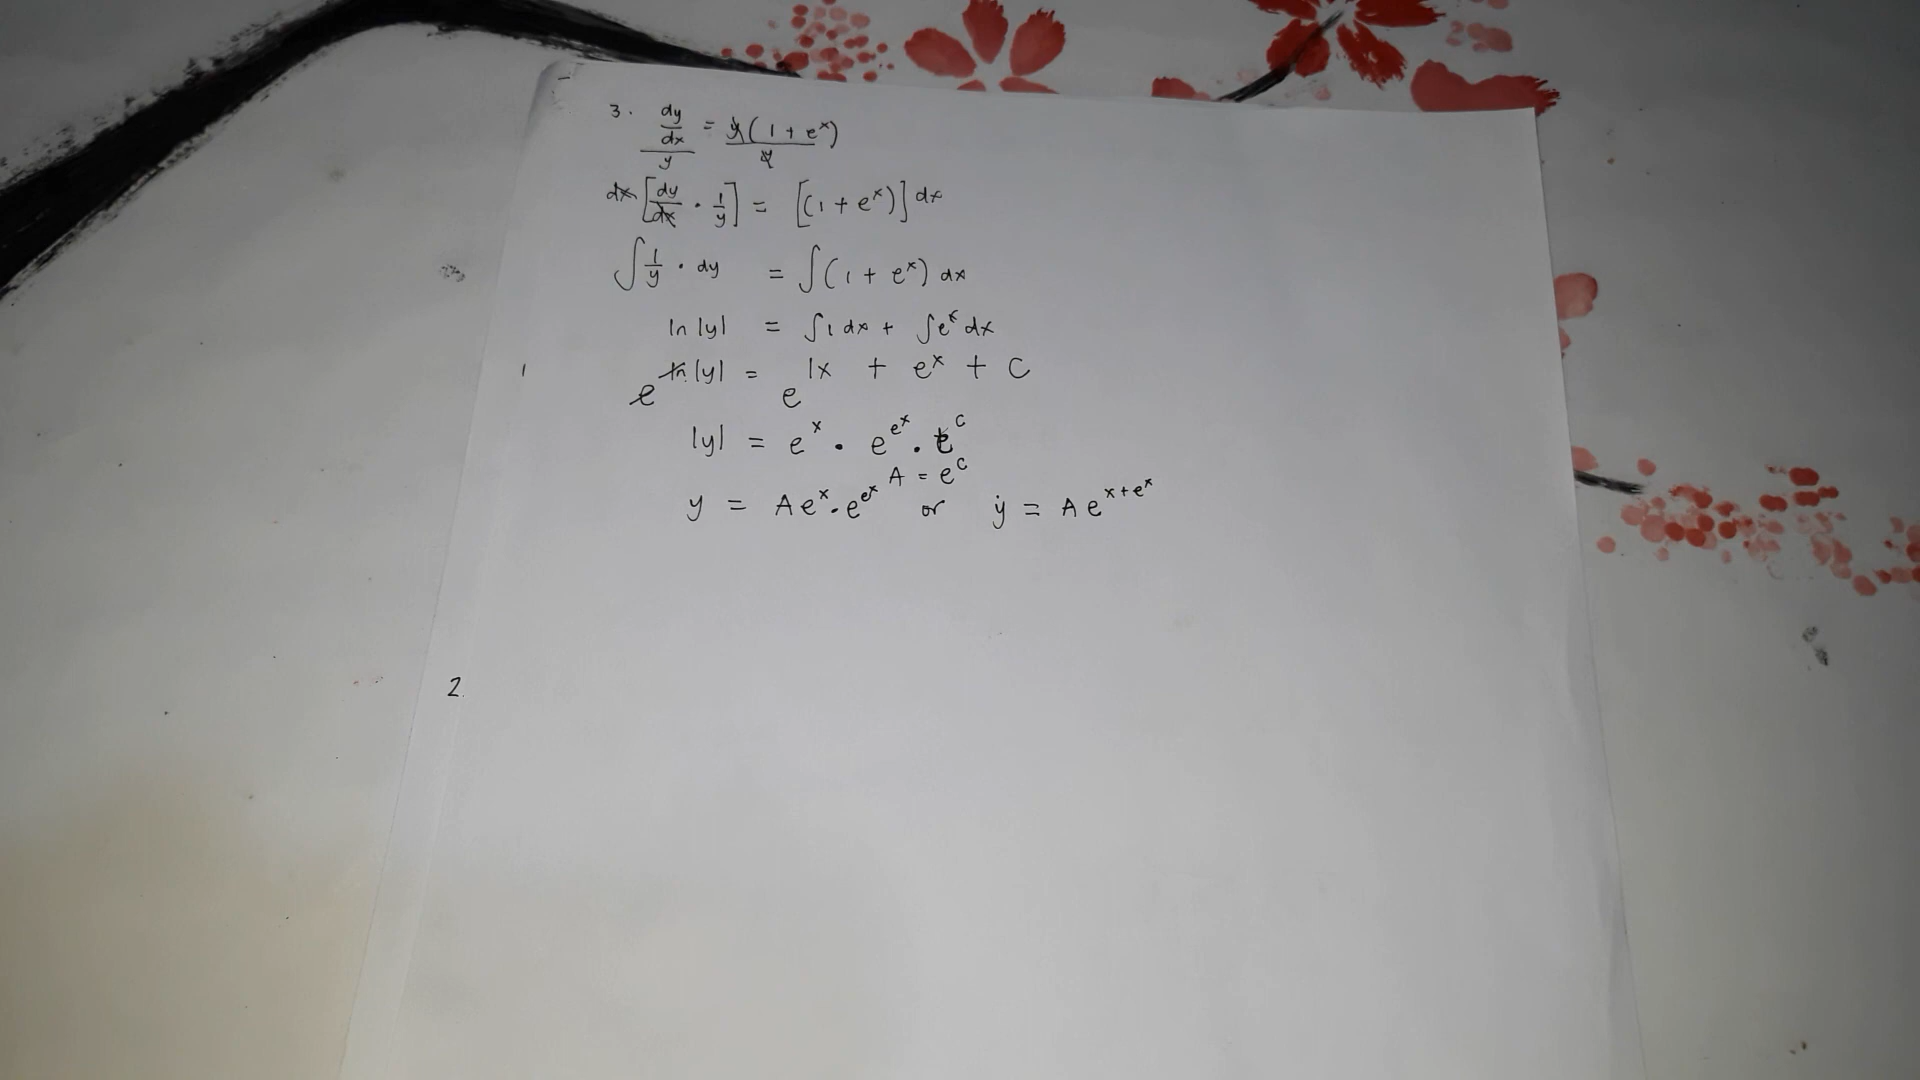 3. dy/dx / y = y(1 + e^x) / y
dx [dy/dx · 1/y] = [(1 + e^x)] dx
∫ 1/y · dy = ∫(1 + e^x) dx
ln |y| = ∫1 dx + ∫e^x dx
e^(ln |y|) = e^(1x + e^x + C)
|y| = e^x · e^(e^x) · e^C
A = e^C
y = Ae^x · e^(e^x) or y = Ae^(x+e^x)
2.